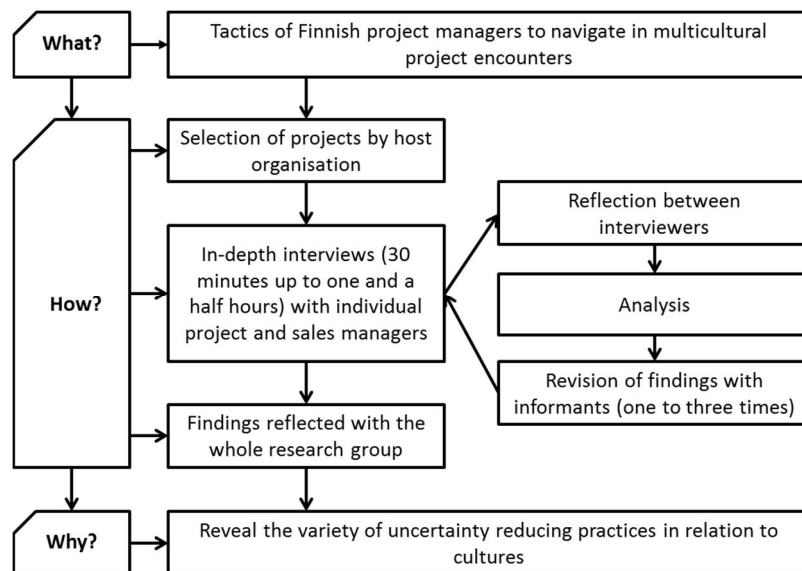 What?
Tactics of Finnish project managers to navigate in multicultural
project encounters
How?
Selection of projects by host
organisation
In-depth interviews (30
minutes up to one and a
half hours) with individual
project and sales managers
Reflection between
interviewers
Analysis
Revision of findings with
informants (one to three times)
Findings reflected with the
whole research group
Why?
Reveal the variety of uncertainty reducing practices in relation to
cultures